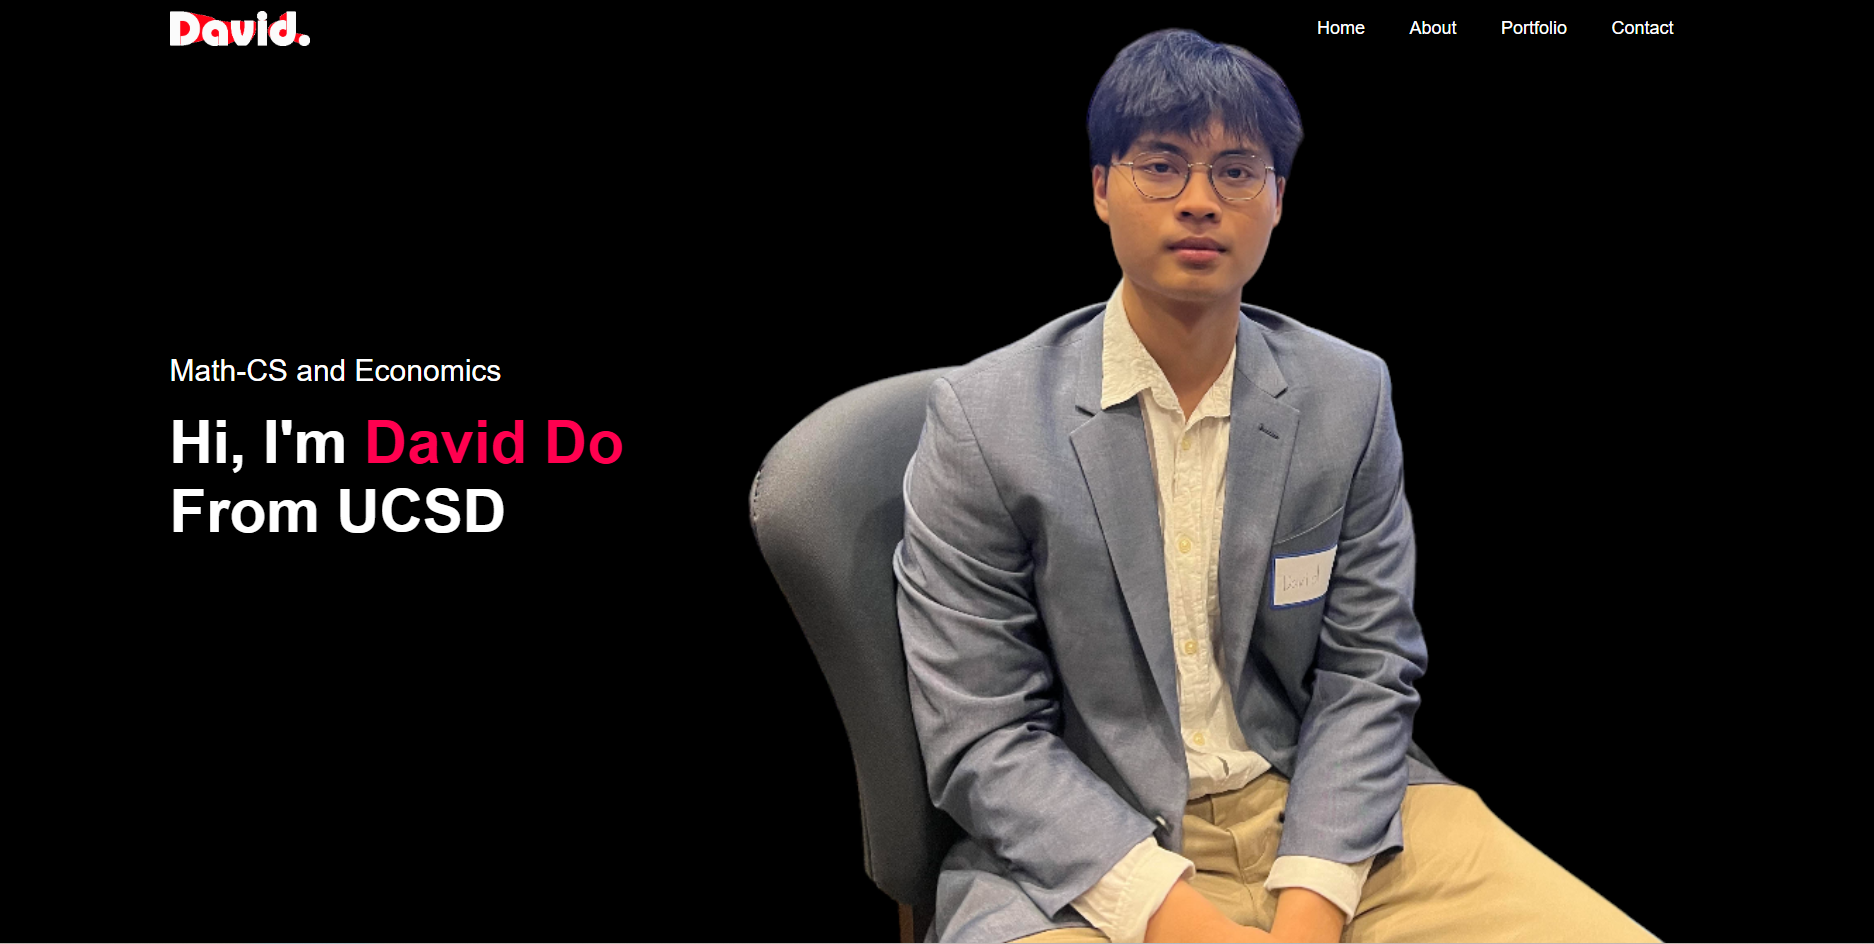 David.
Home About Portfolio Contact
Math-CS and Economics
Hi, I'm David Do
From UCSD
David